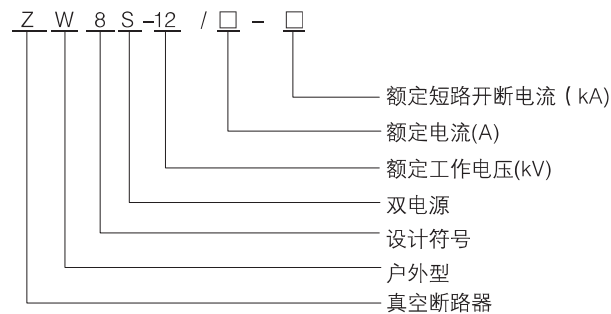 ZW8S-12/□-□
额定短路开断电流（kA)
额定电流(A)
额定工作电压(kV)
双电源
设计符号
户外型
真空断路器